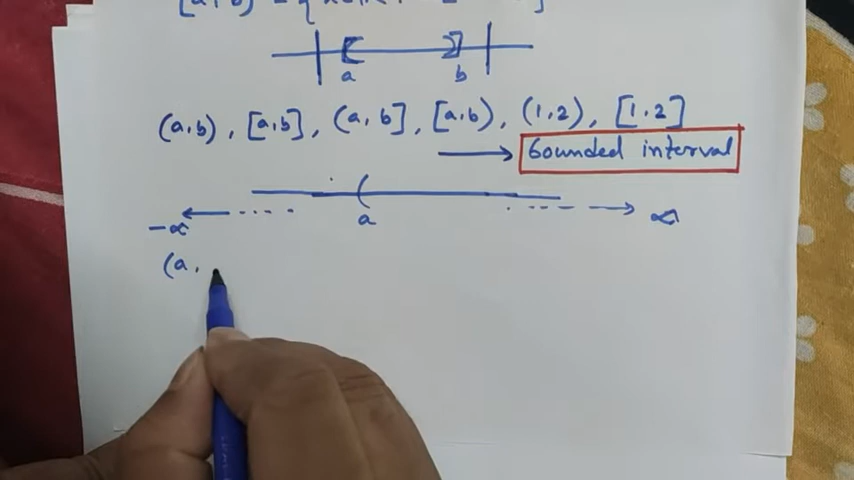 a b
(a,b), [a,b], (a,b], [a,b), (1,2), [1,2]
→ bounded interval
-∞ ← .... a .... → ∞
(a,